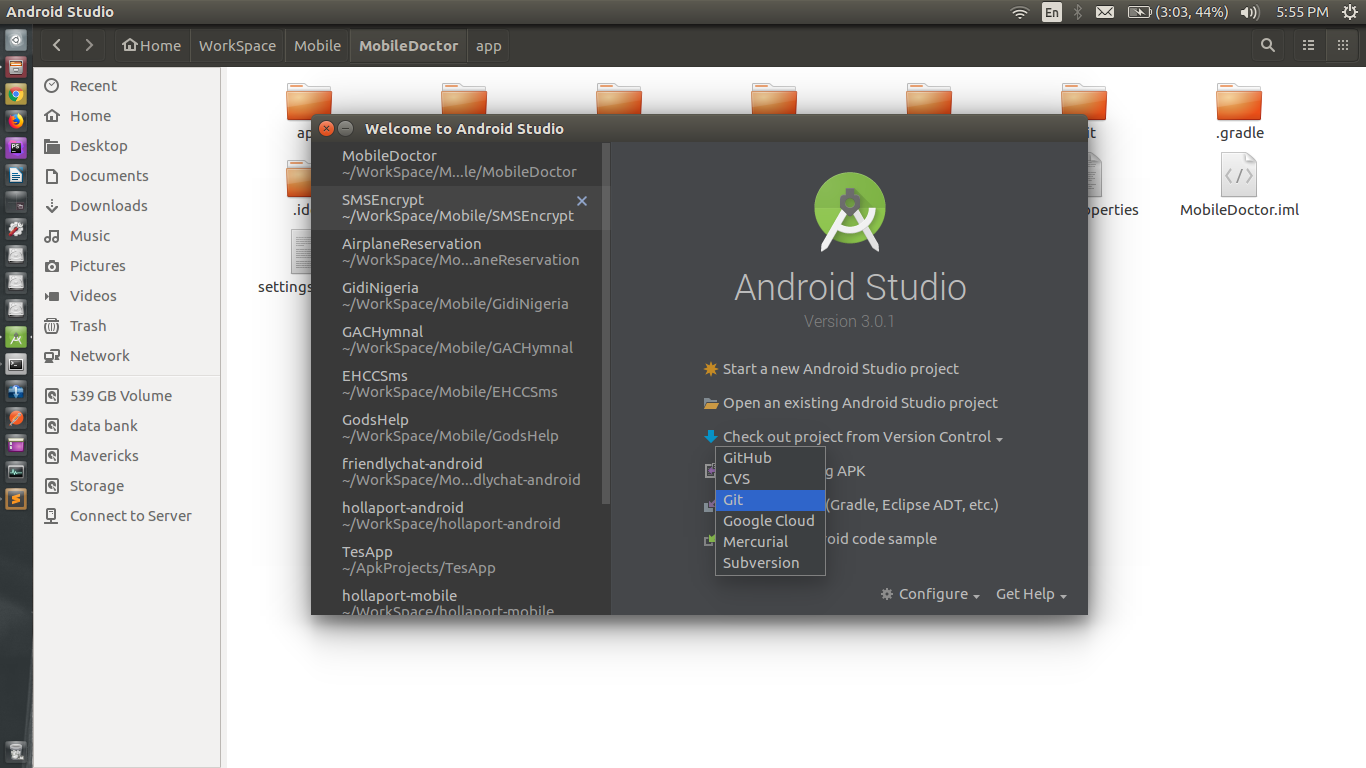 Android Studio
En
(3:03, 44%)
5:55 PM
Home
WorkSpace
Mobile
MobileDoctor
app
Recent
Home
Desktop
Documents
Downloads
Music
Pictures
Videos
Trash
Network
539 GB Volume
data bank
Mavericks
Storage
Connect to Server
.gradle
MobileDoctor.iml
Welcome to Android Studio
MobileDoctor
~/WorkSpace/M...le/MobileDoctor
SMSEncrypt
~/WorkSpace/Mobile/SMSEncrypt
AirplaneReservation
~/WorkSpace/Mo...aneReservation
GidiNigeria
~/WorkSpace/Mobile/GidiNigeria
GACHymnal
~/WorkSpace/Mobile/GACHymnal
EHCCSms
~/WorkSpace/Mobile/EHCCSms
GodsHelp
~/WorkSpace/Mobile/GodsHelp
friendlychat-android
~/WorkSpace/Mo...dlychat-android
hollaport-android
~/WorkSpace/hollaport-android
TesApp
~/ApkProjects/TesApp
hollaport-mobile
~/WorkSpace/hollaport-mobile
Android Studio
Version 3.0.1
Start a new Android Studio project
Open an existing Android Studio project
Check out project from Version Control
GitHub
CVS
Git
Google Cloud
Mercurial
Subversion
APK
(Gradle, Eclipse ADT, etc.)
code sample
Configure
Get Help